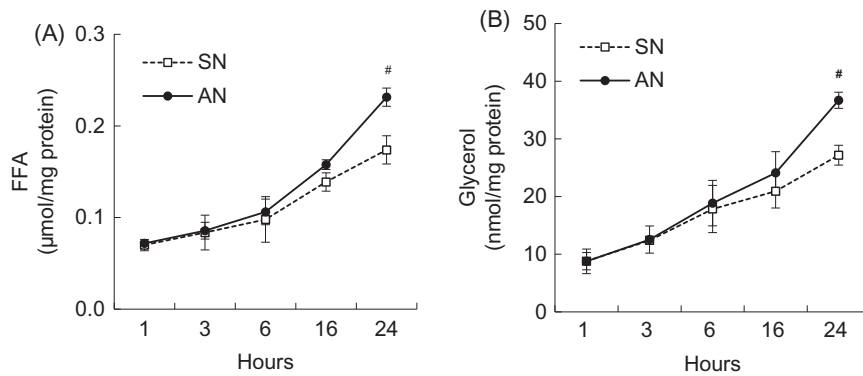 (A)
FFA
(μmol/mg protein)
0.3
0.2
0.1
0.0
SN
AN
#
1 3 6 16 24
Hours
(B)
Glycerol
(nmol/mg protein)
50
40
30
20
10
0
SN
AN
#
1 3 6 16 24
Hours